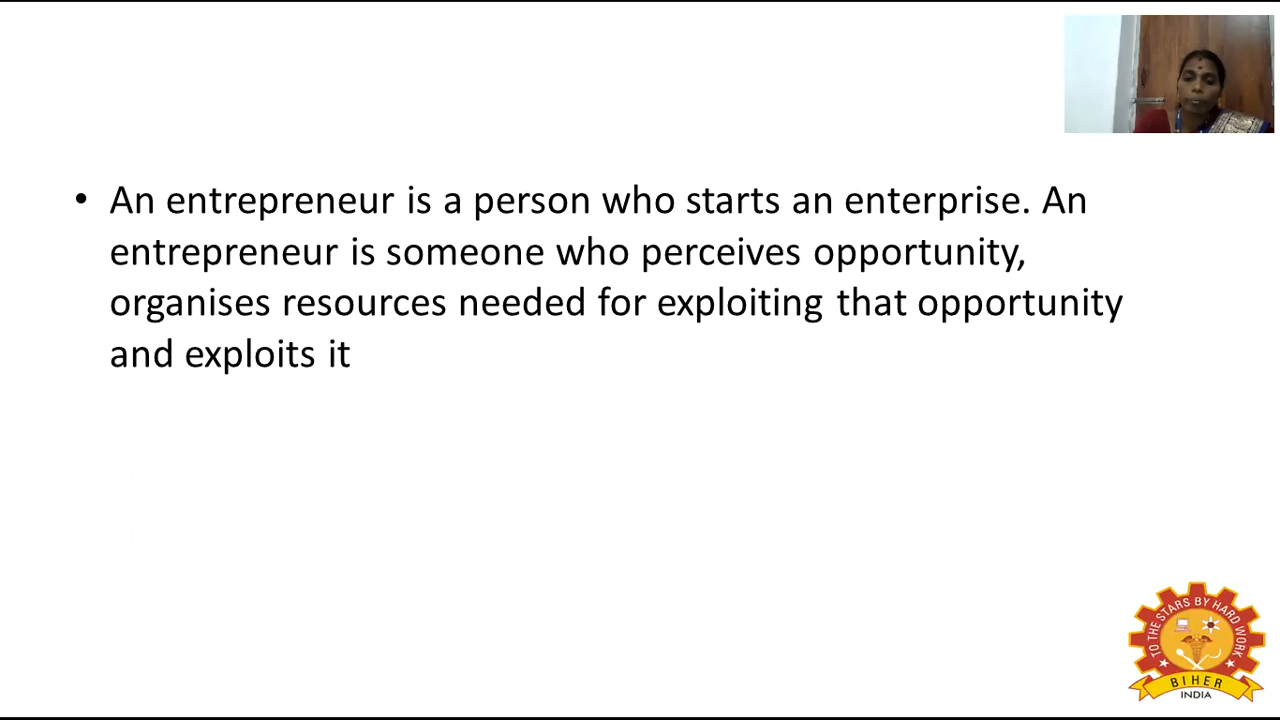 • An entrepreneur is a person who starts an enterprise. An
entrepreneur is someone who perceives opportunity,
organises resources needed for exploiting that opportunity
and exploits it
TO THE STARS BY HARD WORK
BIHER
INDIA